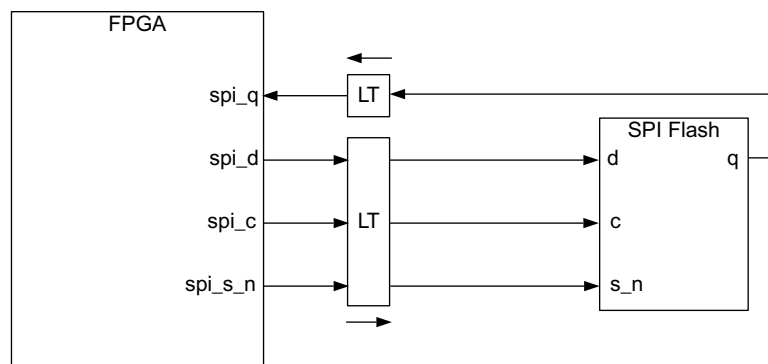 FPGA
spi_q
LT
SPI Flash
spi_d
d
q
spi_c
LT
c
spi_s_n
s_n